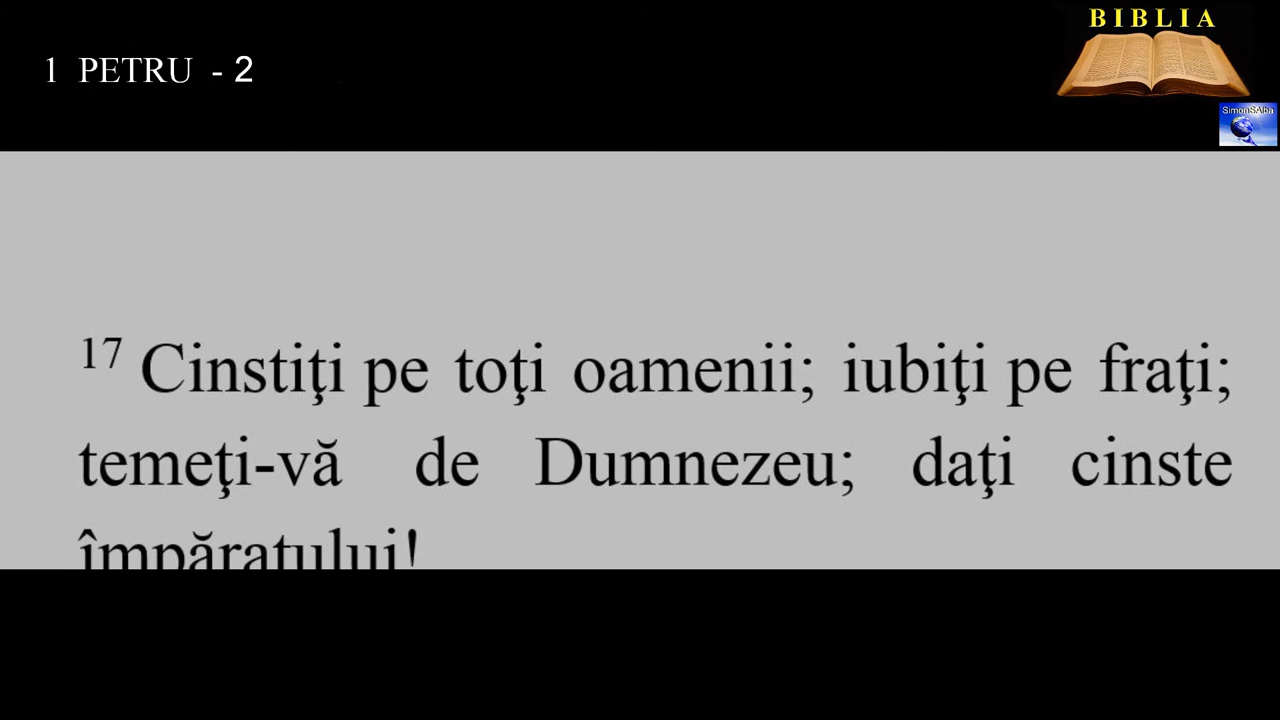 BIBLIA
1 PETRU - 2
SimonSAlba
17 Cinstiţi pe toţi oamenii; iubiţi pe fraţi;
temeţi-vă de Dumnezeu; daţi cinste
împăratului!